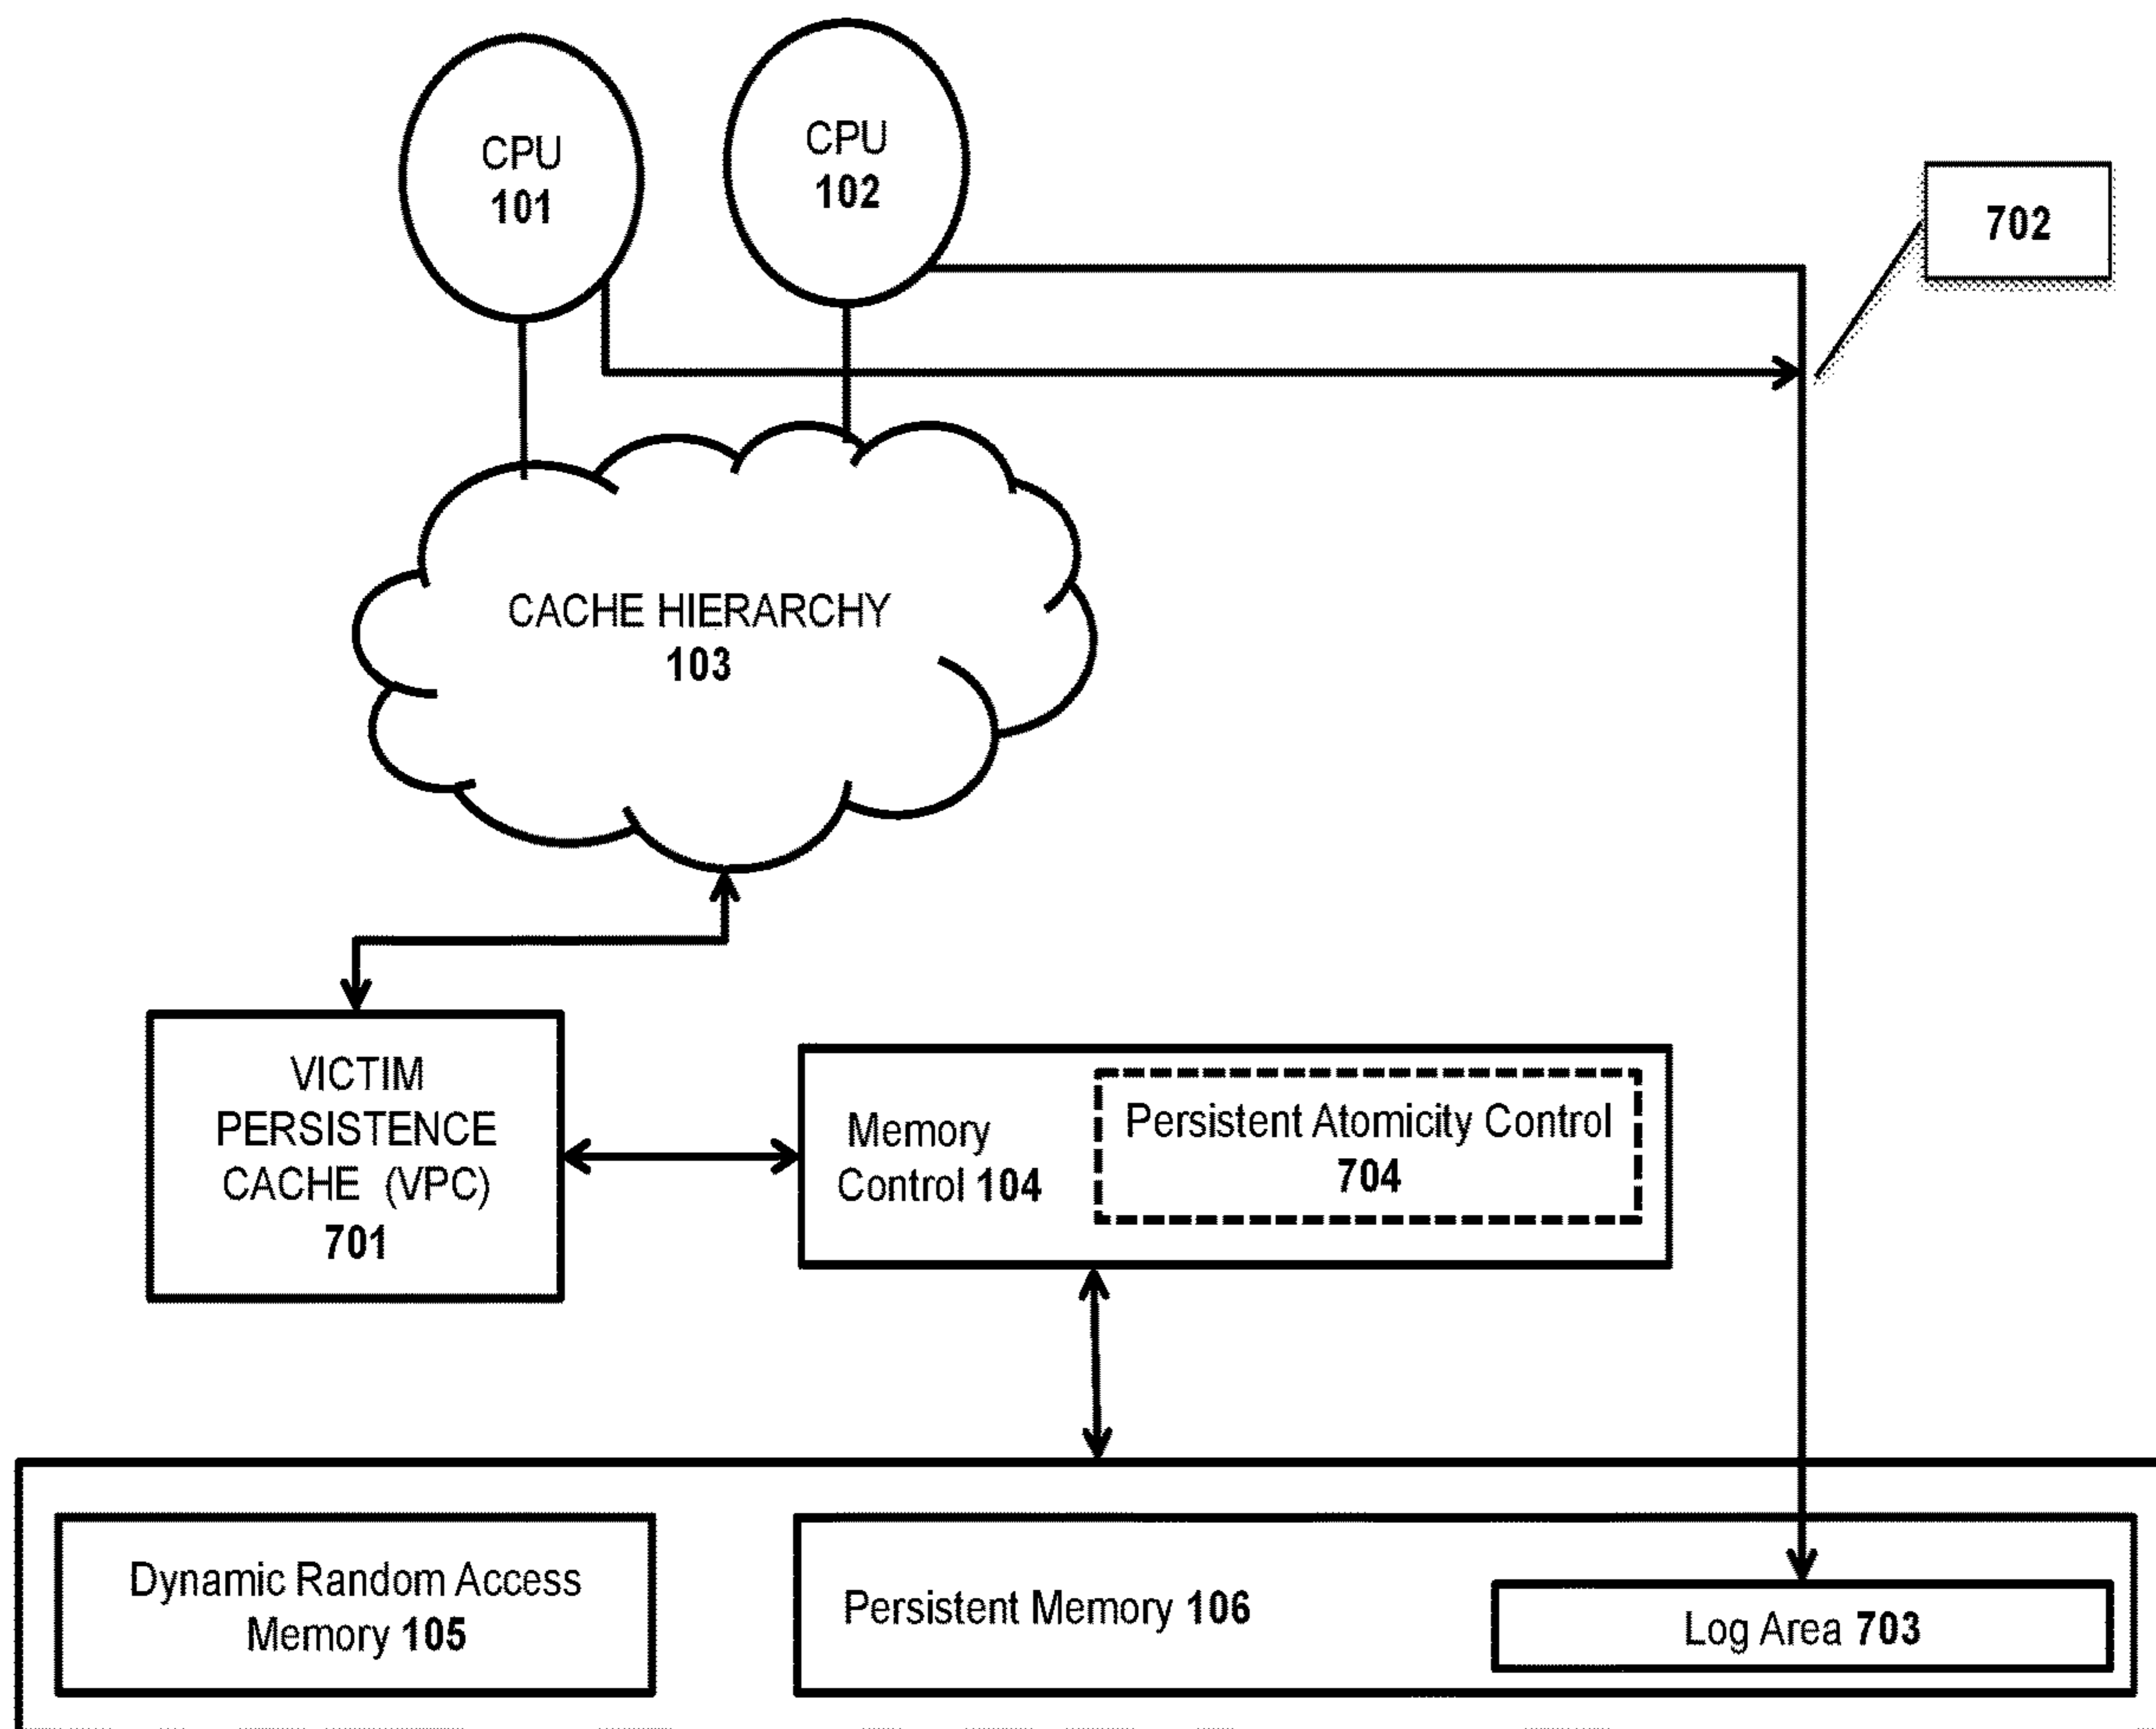 CPU
101
CPU
102
702
CACHE HIERARCHY
103
VICTIM
PERSISTENCE
CACHE (VPC)
701
Memory
Control 104
Persistent Atomicity Control
704
Dynamic Random Access
Memory 105
Persistent Memory 106
Log Area 703